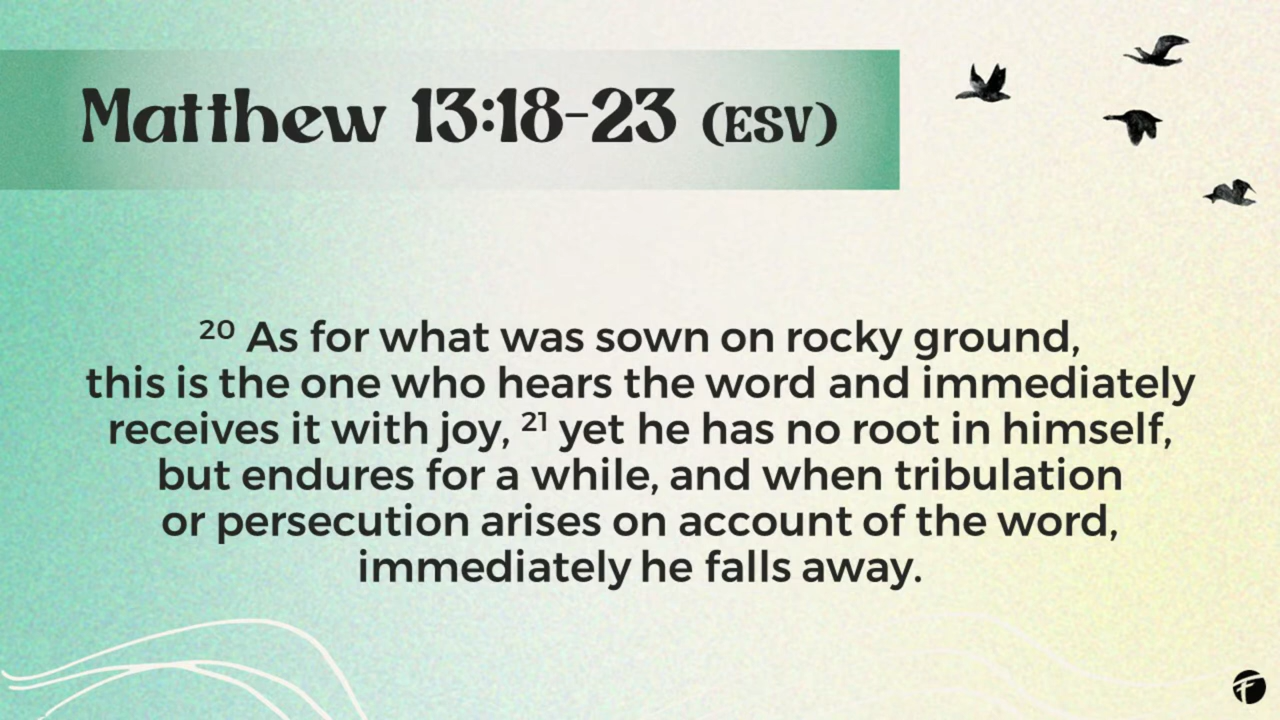 Matthew 13:18-23 (ESV)
20 As for what was sown on rocky ground,
this is the one who hears the word and immediately
receives it with joy, 21 yet he has no root in himself,
but endures for a while, and when tribulation
or persecution arises on account of the word,
immediately he falls away.